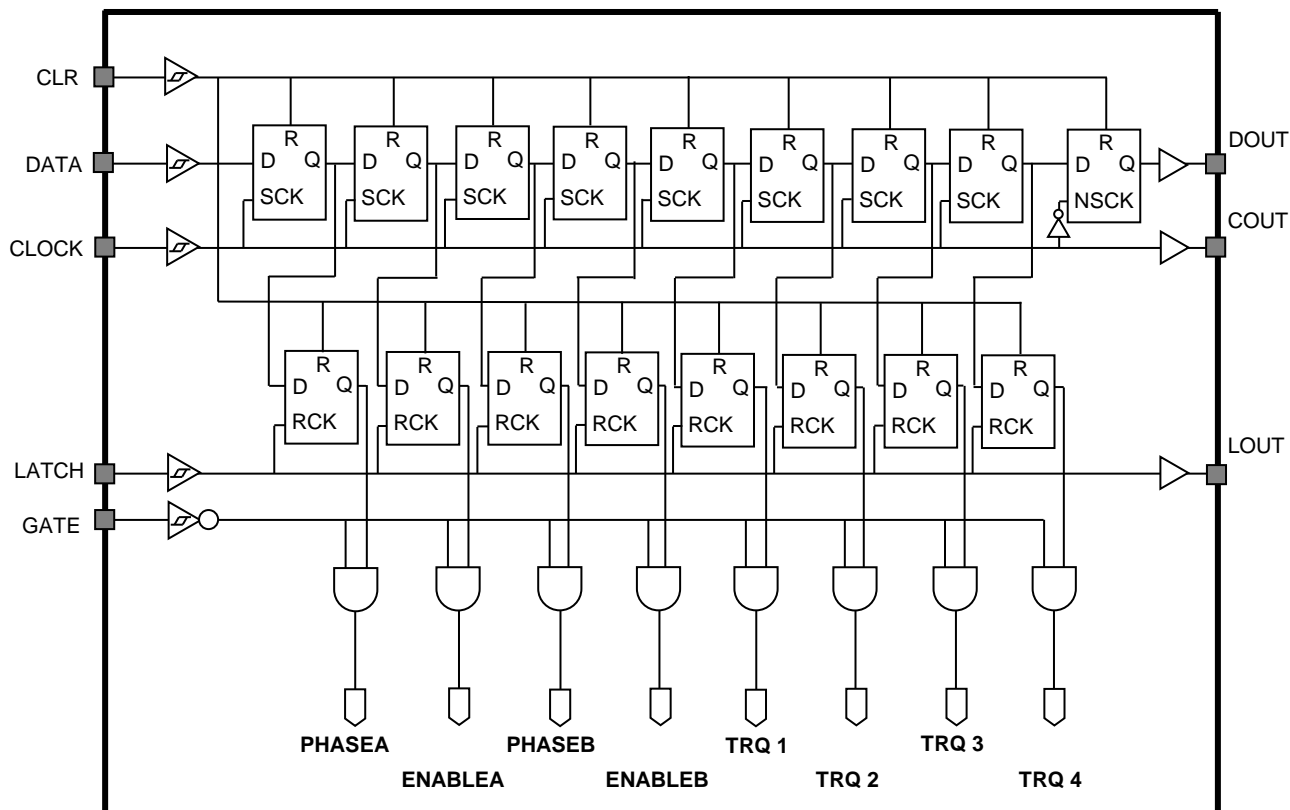 CLR
R R R R R R R R R
DOUT
DATA
D Q D Q D Q D Q D Q D Q D Q D Q D Q
SCK SCK SCK SCK SCK SCK SCK SCK NSCK
COUT
CLOCK
R R R R R R R R
D Q D Q D Q D Q D Q D Q D Q D Q
RCK RCK RCK RCK RCK RCK RCK RCK
LOUT
LATCH
GATE
PHASEA PHASEB TRQ 1 TRQ 3
ENABLEA ENABLEB TRQ 2 TRQ 4